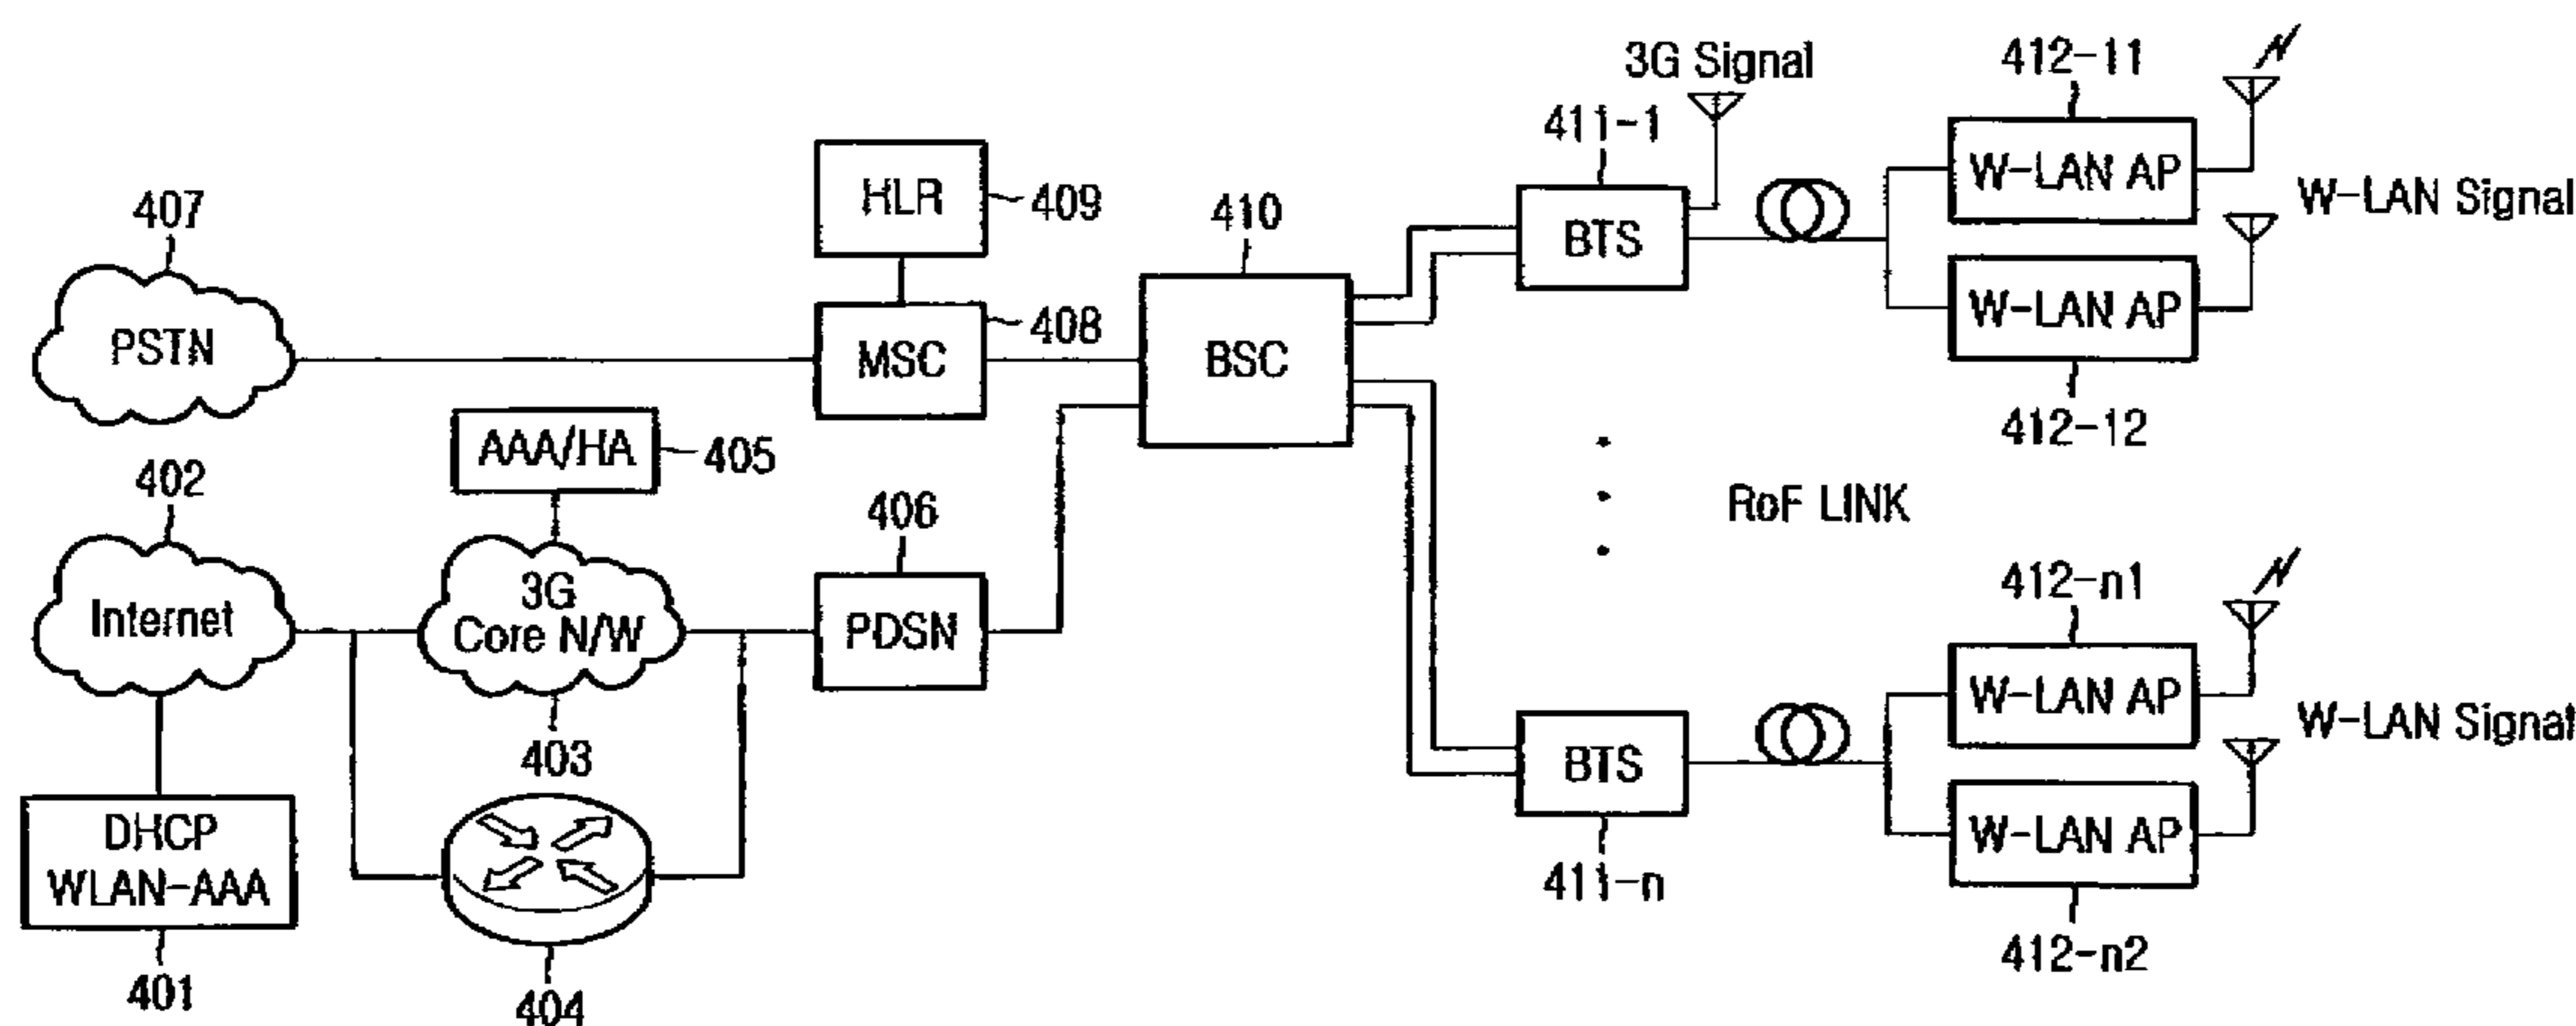 3G Signal
412-11
411-1
W-LAN AP
W-LAN Signal
HLR
409
407
410
BTS
W-LAN AP
PSTN
408
MSC
BSC
412-12
AAA/HA
405
402
406
RoF LINK
3G
Core N/W
Internet
PDSN
412-n1
W-LAN AP
W-LAN Signal
403
BTS
DHCP
WLAN-AAA
W-LAN AP
411-n
412-n2
401
404